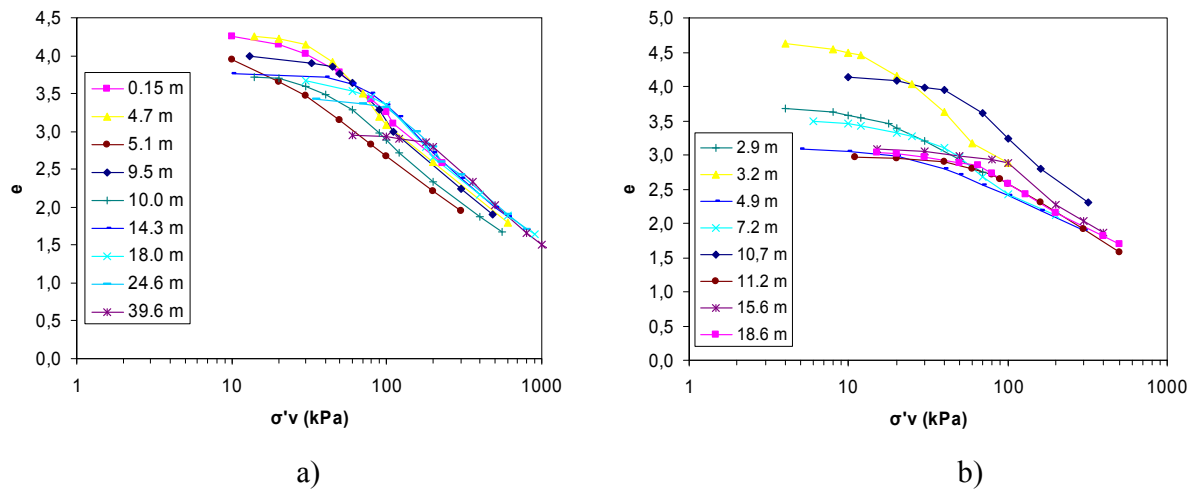 4,5
4,0
3,5
3,0
2,5
2,0
1,5
1,0
0,5
0,0
e
0.15 m
4.7 m
5.1 m
9.5 m
10.0 m
14.3 m
18.0 m
24.6 m
39.6 m
1 10 100 1000
σ'v (kPa)
a)
5,0
4,5
4,0
3,5
3,0
2,5
2,0
1,5
1,0
0,5
0,0
e
2.9 m
3.2 m
4.9 m
7.2 m
10,7 m
11.2 m
15.6 m
18.6 m
1 10 100 1000
σ'v (kPa)
b)